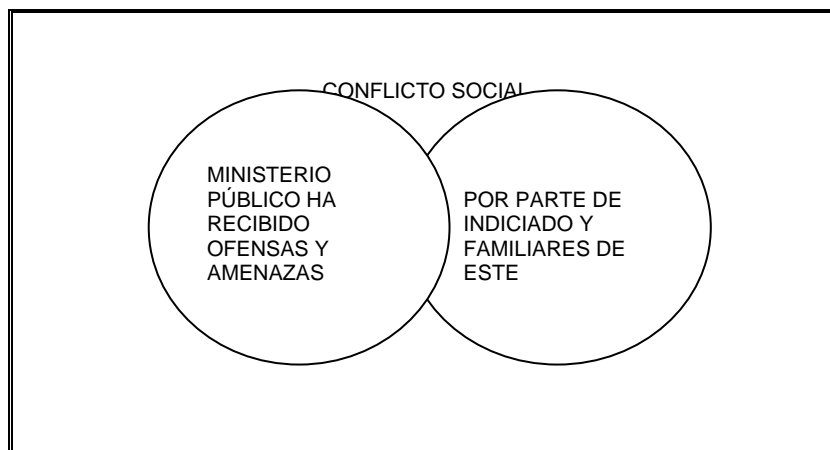 CONFLICTO SOCIAL
MINISTERIO
PÚBLICO HA
RECIBIDO
OFENSAS Y
AMENAZAS
POR PARTE DE
INDICIADO Y
FAMILIARES DE
ESTE